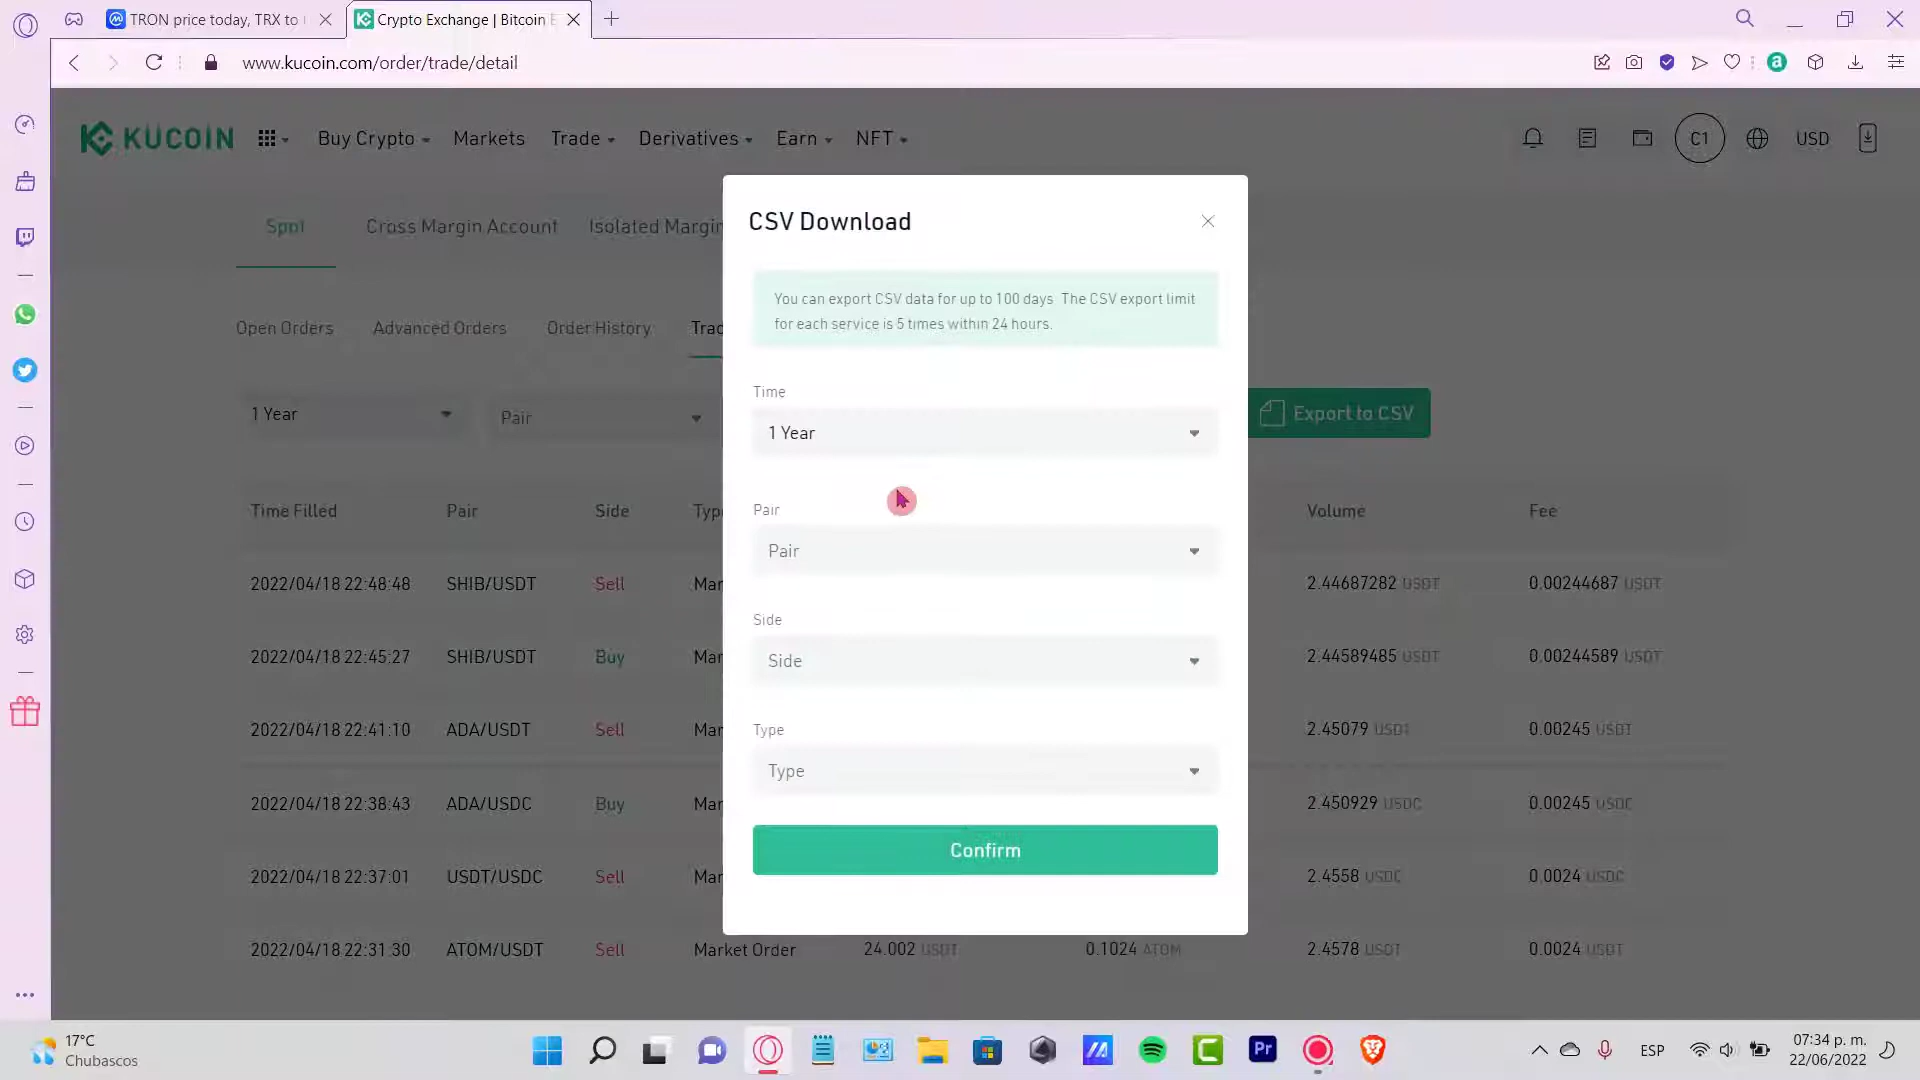 TRON price today, TRX to
Crypto Exchange | Bitcoin E
www.kucoin.com/order/trade/detail
KUCOIN
Buy Crypto
Markets
Trade
Derivatives
Earn
NFT
C1
USD
Spot
Cross Margin Account
Isolated Margin
CSV Download
You can export CSV data for up to 100 days. The CSV export limit
for each service is 5 times within 24 hours.
Open Orders
Advanced Orders
Order History
Trad
1 Year
Pair
Export to CSV
Time
1 Year
Pair
Pair
Side
Side
Type
Type
Confirm
Time Filled Pair Side Type Volume Fee
2022/04/18 22:48:48 SHIB/USDT Sell Mar 2.44687282 USDT 0.00244687 USDT
2022/04/18 22:45:27 SHIB/USDT Buy Mar 2.44589485 USDT 0.00244589 USDT
2022/04/18 22:41:10 ADA/USDT Sell Mar 2.45079 USDT 0.00245 USDT
2022/04/18 22:38:43 ADA/USDC Buy Mar 2.450929 USDC 0.00245 USDC
2022/04/18 22:37:01 USDT/USDC Sell Mar 2.4558 USDC 0.0024 USDC
2022/04/18 22:31:30 ATOM/USDT Sell Market Order 24.002 USDT 0.1024 ATOM 2.4578 USDT 0.0024 USDT
17°C
Chubascos
Pr
ESP
07:34 p. m.
22/06/2022